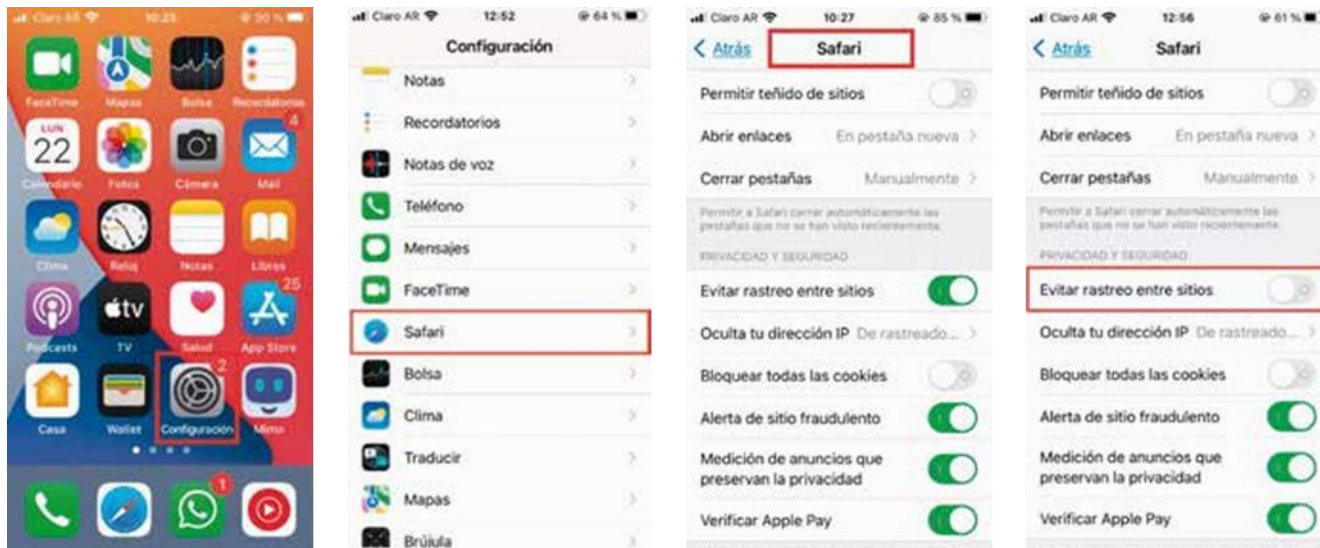 Claro AR 10:23 90 %
FaceTime Mapas Bolsa Recordatorios
LUN
22
4
Calendario Fotos Cámara Mail
Clima Reloj Notas Libros
25
tv
Podcasts TV Salud App Store
2
Casa Wallet Configuración Mimo
1
Claro AR 12:52 64 %
Configuración
Notas
Recordatorios
Notas de voz
Teléfono
Mensajes
FaceTime
Safari
Bolsa
Clima
Traducir
Mapas
Brújula
Claro AR 10:27 85 %
Atrás Safari
Permitir teñido de sitios
Abrir enlaces En pestaña nueva
Cerrar pestañas Manualmente
Permitir a Safari cerrar automáticamente las
pestañas que no se han visto recientemente.
PRIVACIDAD Y SEGURIDAD
Evitar rastreo entre sitios
Oculta tu dirección IP De rastreado...
Bloquear todas las cookies
Alerta de sitio fraudulento
Medición de anuncios que
preservan la privacidad
Verificar Apple Pay
Claro AR 12:56 61 %
Atrás Safari
Permitir teñido de sitios
Abrir enlaces En pestaña nueva
Cerrar pestañas Manualmente
Permitir a Safari cerrar automáticamente las
pestañas que no se han visto recientemente.
PRIVACIDAD Y SEGURIDAD
Evitar rastreo entre sitios
Oculta tu dirección IP De rastreado...
Bloquear todas las cookies
Alerta de sitio fraudulento
Medición de anuncios que
preservan la privacidad
Verificar Apple Pay